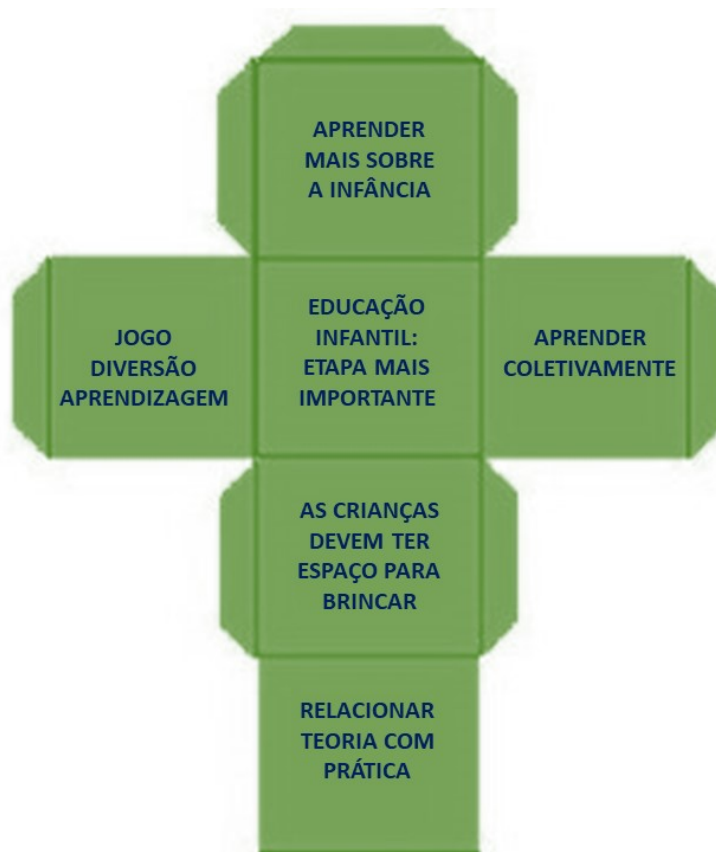 APRENDER
MAIS SOBRE
A INFÂNCIA
JOGO
DIVERSÃO
APRENDIZAGEM
EDUCAÇÃO
INFANTIL:
ETAPA MAIS
IMPORTANTE
APRENDER
COLETIVAMENTE
AS CRIANÇAS
DEVEM TER
ESPAÇO PARA
BRINCAR
RELACIONAR
TEORIA COM
PRÁTICA